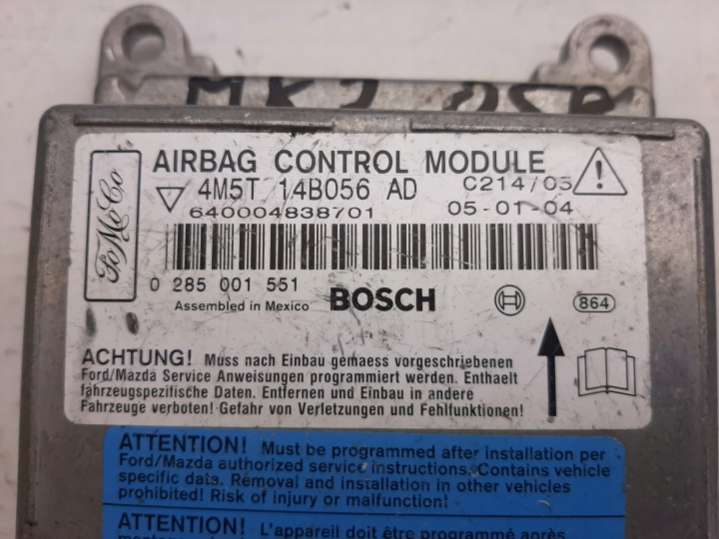 MK2
FoMoCo
AIRBAG CONTROL MODULE
4M5T 14B056 AD C214/03
640004838701 05-01-04
0 285 001 551
Assembled in Mexico BOSCH 864
ACHTUNG! Muss nach Einbau gemaess vorgeschriebenen
Ford/Mazda Service Anweisungen programmiert werden. Enthaelt
fahrzeugspezifische Daten. Entfernen und Einbau in andere
Fahrzeuge verboten! Gefahr von Verletzungen und Fehlfunktionen!
ATTENTION! Must be programmed after installation per
Ford/Mazda authorized service instructions. Contains vehicle
specific data. Removal and installation in other vehicles
prohibited! Risk of injury or malfunction!
ATTENTION! L'appareil doit être programmé après